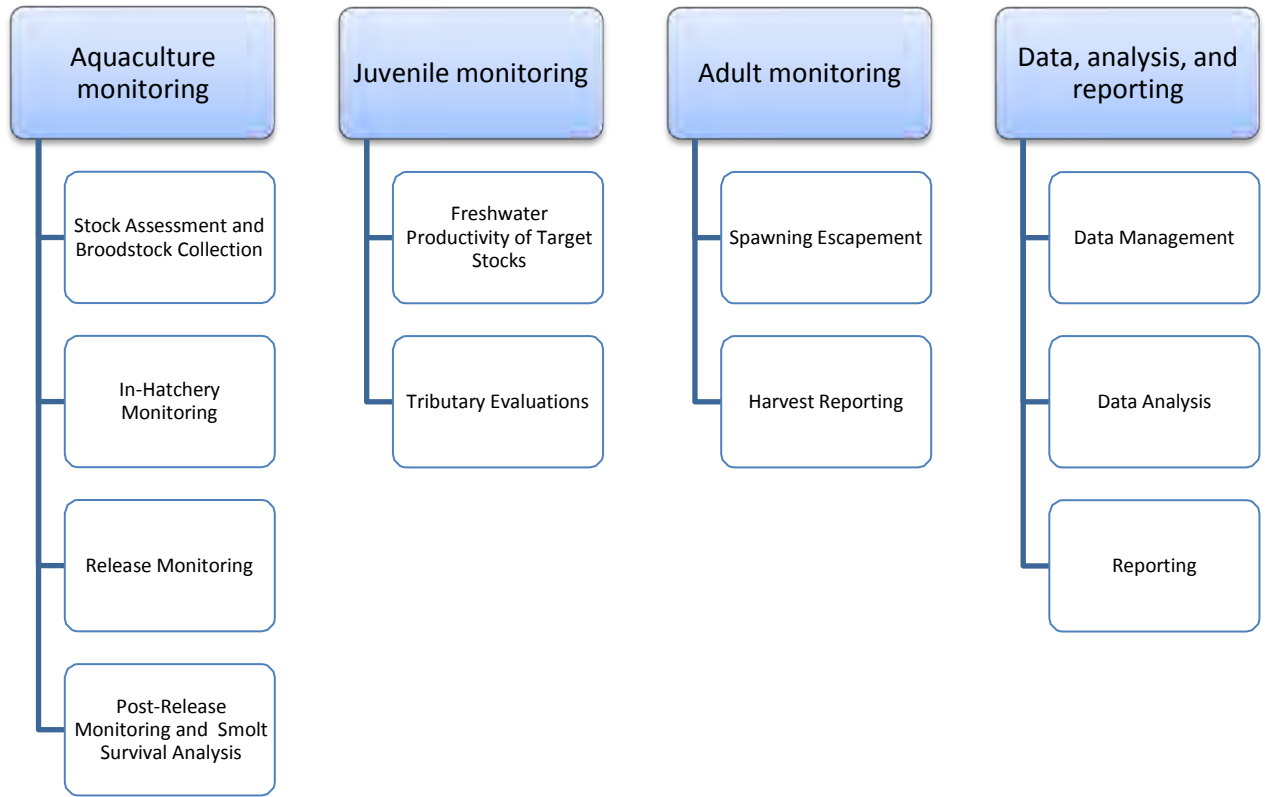 Aquaculture
monitoring
Stock Assessment and
Broodstock Collection
In-Hatchery
Monitoring
Release Monitoring
Post-Release
Monitoring and  Smolt
Survival Analysis
Juvenile monitoring
Freshwater
Productivity of Target
Stocks
Tributary Evaluations
Adult monitoring
Spawning Escapement
Harvest Reporting
Data, analysis, and
reporting
Data Management
Data Analysis
Reporting